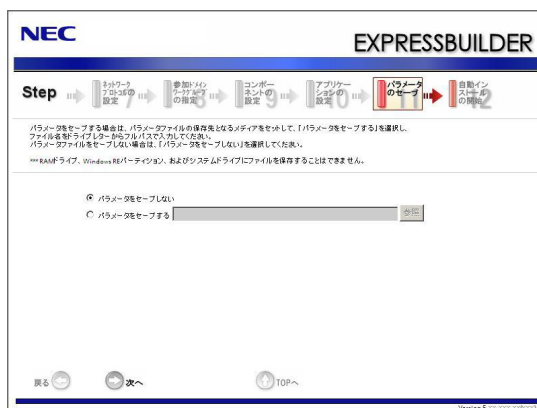 NEC
EXPRESSBUILDER
Step
ネットワーク
プロトコルの
設定 7
参加ドメイン
ワークグループ
の指定 8
コンポー
ネントの
設定 9
アプリケー
ションの
設定 10
パラメータ
のセーブ 11
自動イン
ストール
の開始 12
パラメータをセーブする場合は、パラメータファイルの保存先となるメディアをセットして、「パラメータをセーブする」を選択し、
ファイル名をドライブレターからフルパスで入力してください。
パラメータファイルをセーブしない場合は、「パラメータをセーブしない」を選択してください。
*** RAMドライブ、Windows REパーティション、およびシステムドライブにファイルを保存することはできません。
パラメータをセーブしない
パラメータをセーブする
参照
戻る
次へ
TOPへ